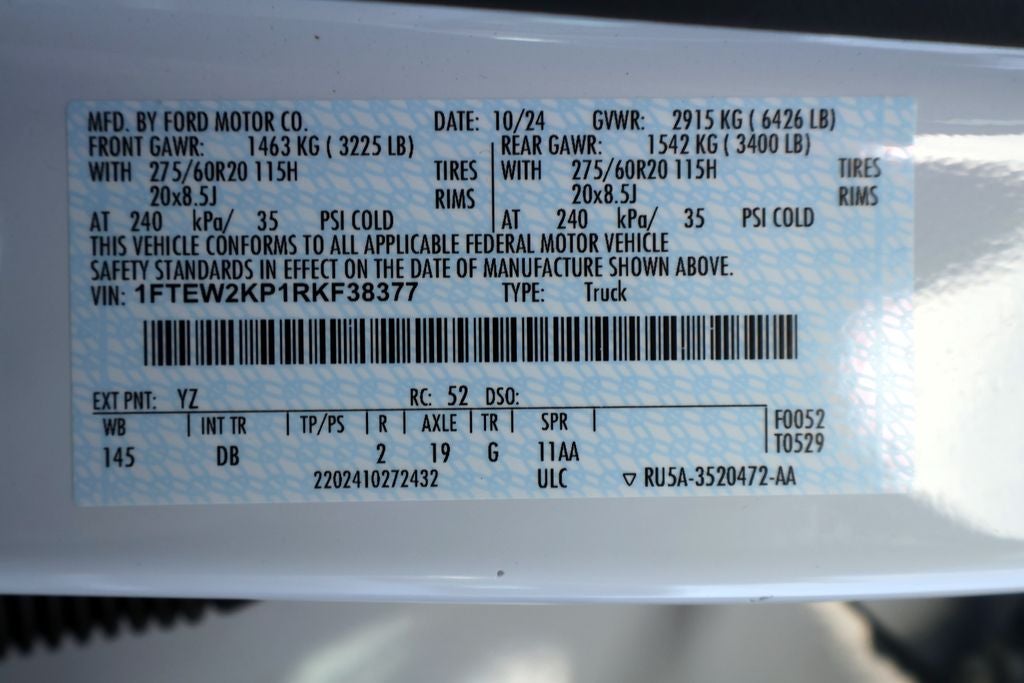 MFD. BY FORD MOTOR CO. DATE: 10/24 GVWR: 2915 KG ( 6426 LB)
FRONT GAWR: 1463 KG ( 3225 LB) REAR GAWR: 1542 KG ( 3400 LB)
WITH 275/60R20 115H TIRES WITH 275/60R20 115H TIRES
20x8.5J RIMS 20x8.5J RIMS
AT 240 kPa/ 35 PSI COLD AT 240 kPa/ 35 PSI COLD
THIS VEHICLE CONFORMS TO ALL APPLICABLE FEDERAL MOTOR VEHICLE
SAFETY STANDARDS IN EFFECT ON THE DATE OF MANUFACTURE SHOWN ABOVE.
VIN: 1FTEW2KP1RKF38377 TYPE: Truck
EXT PNT: YZ RC: 52 DSO:
WB | INT TR | TP/PS | R | AXLE | TR | SPR | F0052
145 DB 2 19 G 11AA T0529
2202410272432 ULC ▽ RU5A-3520472-AA